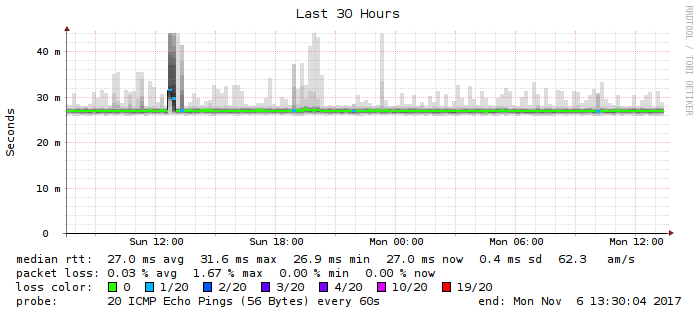 Last 30 Hours
RRDTOOL / TOBI OETIKER
Seconds
40 m
30 m
20 m
10 m
0
Sun 12:00 Sun 18:00 Mon 00:00 Mon 06:00 Mon 12:00
median rtt: 27.0 ms avg 31.6 ms max 26.9 ms min 27.0 ms now 0.4 ms sd 62.3 am/s
packet loss: 0.03 % avg 1.67 % max 0.00 % min 0.00 % now
loss color: 0 1/20 2/20 3/20 4/20 10/20 19/20
probe: 20 ICMP Echo Pings (56 Bytes) every 60s end: Mon Nov 6 13:30:04 2017